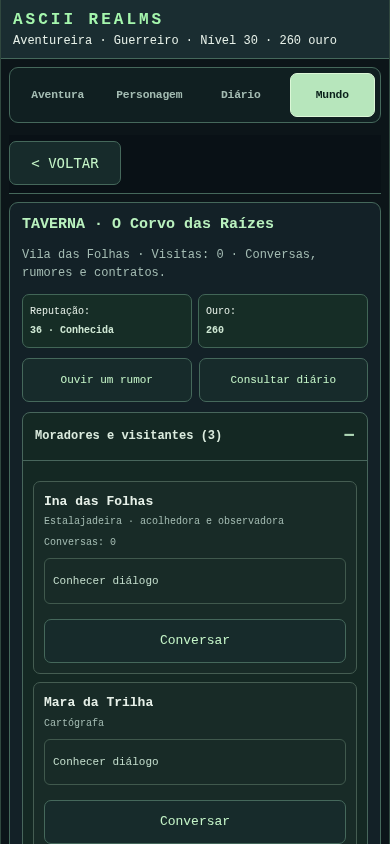 ASCII REALMS
Aventureira · Guerreiro · Nível 30 · 260 ouro
Aventura Personagem Diário Mundo
< VOLTAR
TAVERNA · O Corvo das Raízes
Vila das Folhas · Visitas: 0 · Conversas,
rumores e contratos.
Reputação: Ouro:
36 · Conhecida 260
Ouvir um rumor Consultar diário
Moradores e visitantes (3) −
Ina das Folhas
Estalajadeira · acolhedora e observadora
Conversas: 0
Conhecer diálogo
Conversar
Mara da Trilha
Cartógrafa
Conhecer diálogo
Conversar